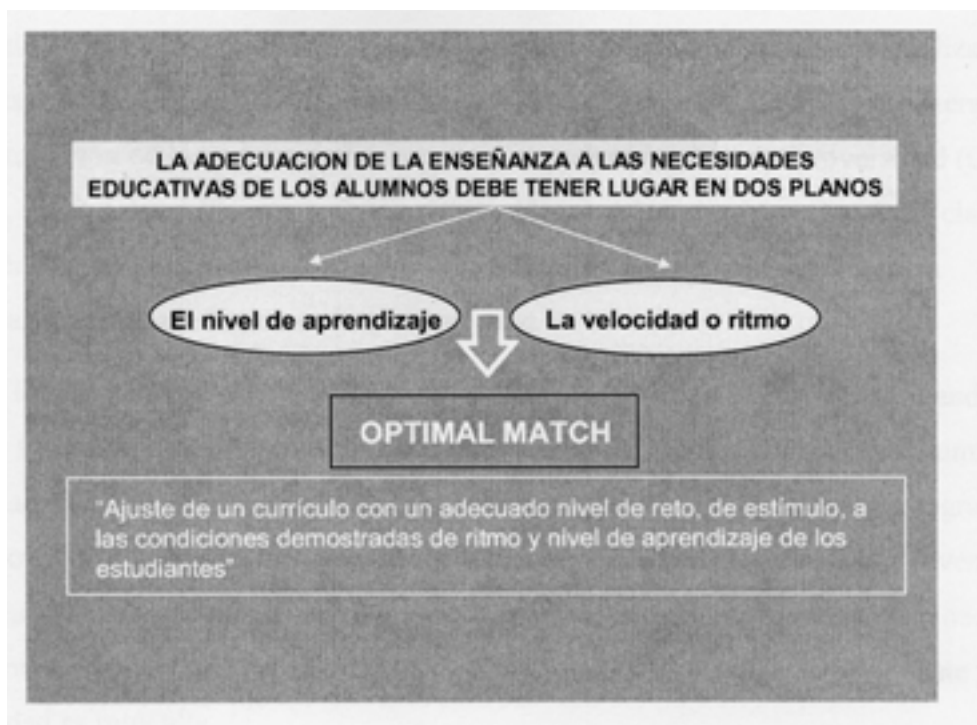 LA ADECUACION DE LA ENSEÑANZA A LAS NECESIDADES
EDUCATIVAS DE LOS ALUMNOS DEBE TENER LUGAR EN DOS PLANOS
El nivel de aprendizaje
La velocidad o ritmo
OPTIMAL MATCH
"Ajuste de un currículo con un adecuado nivel de reto, de estímulo, a
las condiciones demostradas de ritmo y nivel de aprendizaje de los
estudiantes"